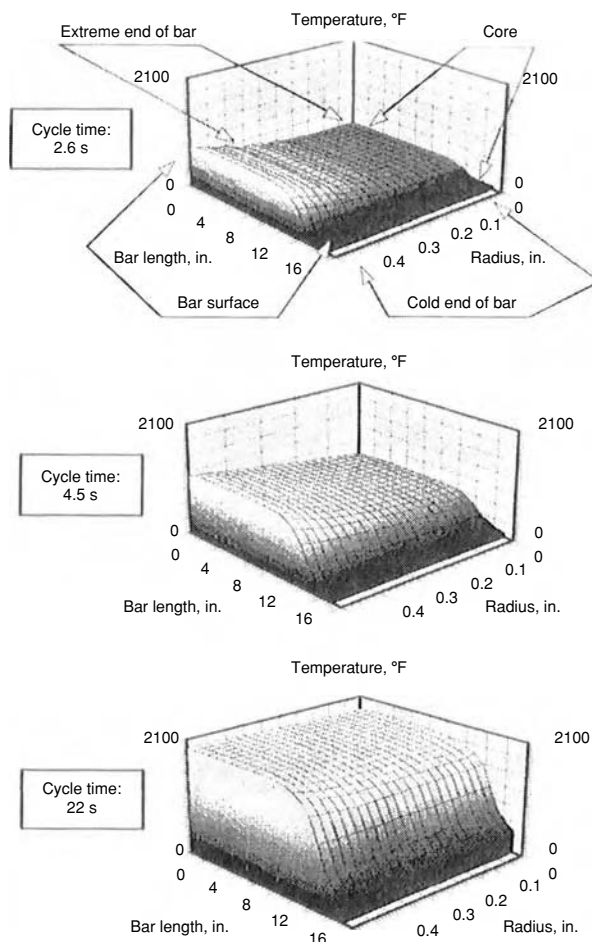 Temperature, °F
Extreme end of bar
Core
2100
2100
Cycle time:
2.6 s
0
0
0
0
4
8
12
16
0.1
0.2
0.3
0.4
Bar length, in.
Radius, in.
Bar surface
Cold end of bar
Temperature, °F
2100
2100
Cycle time:
4.5 s
0
0
0
0
4
8
12
16
0.1
0.2
0.3
0.4
Bar length, in.
Radius, in.
Temperature, °F
2100
2100
Cycle time:
22 s
0
0
0
0
4
8
12
16
0.1
0.2
0.3
0.4
Bar length, in.
Radius, in.